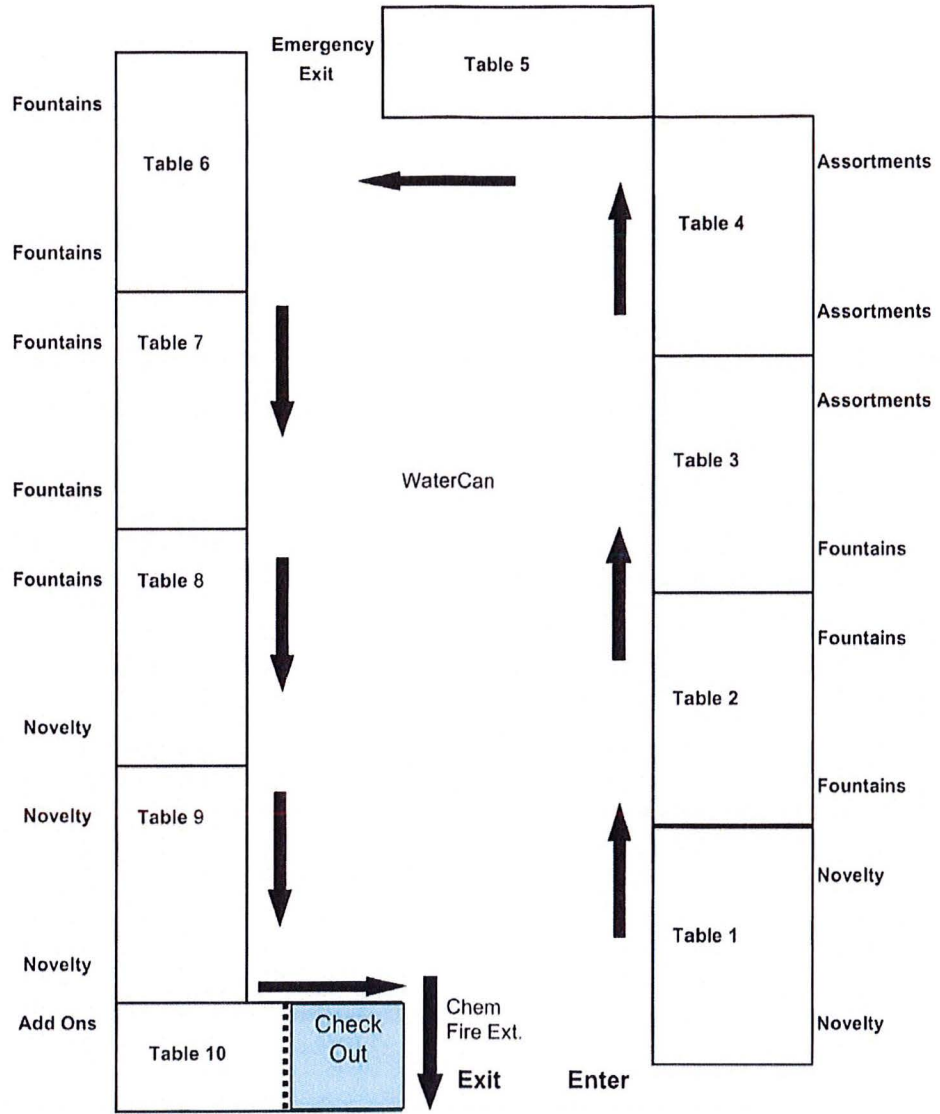 Emergency
Exit
Table 5
Fountains
Table 6
Assortments
Table 4
Fountains
Assortments
Fountains
Table 7
Assortments
Table 3
WaterCan
Fountains
Fountains
Fountains
Table 8
Fountains
Table 2
Novelty
Fountains
Novelty
Table 9
Novelty
Table 1
Novelty
Add Ons
Table 10
Check
Out
Chem
Fire Ext.
Novelty
Exit
Enter